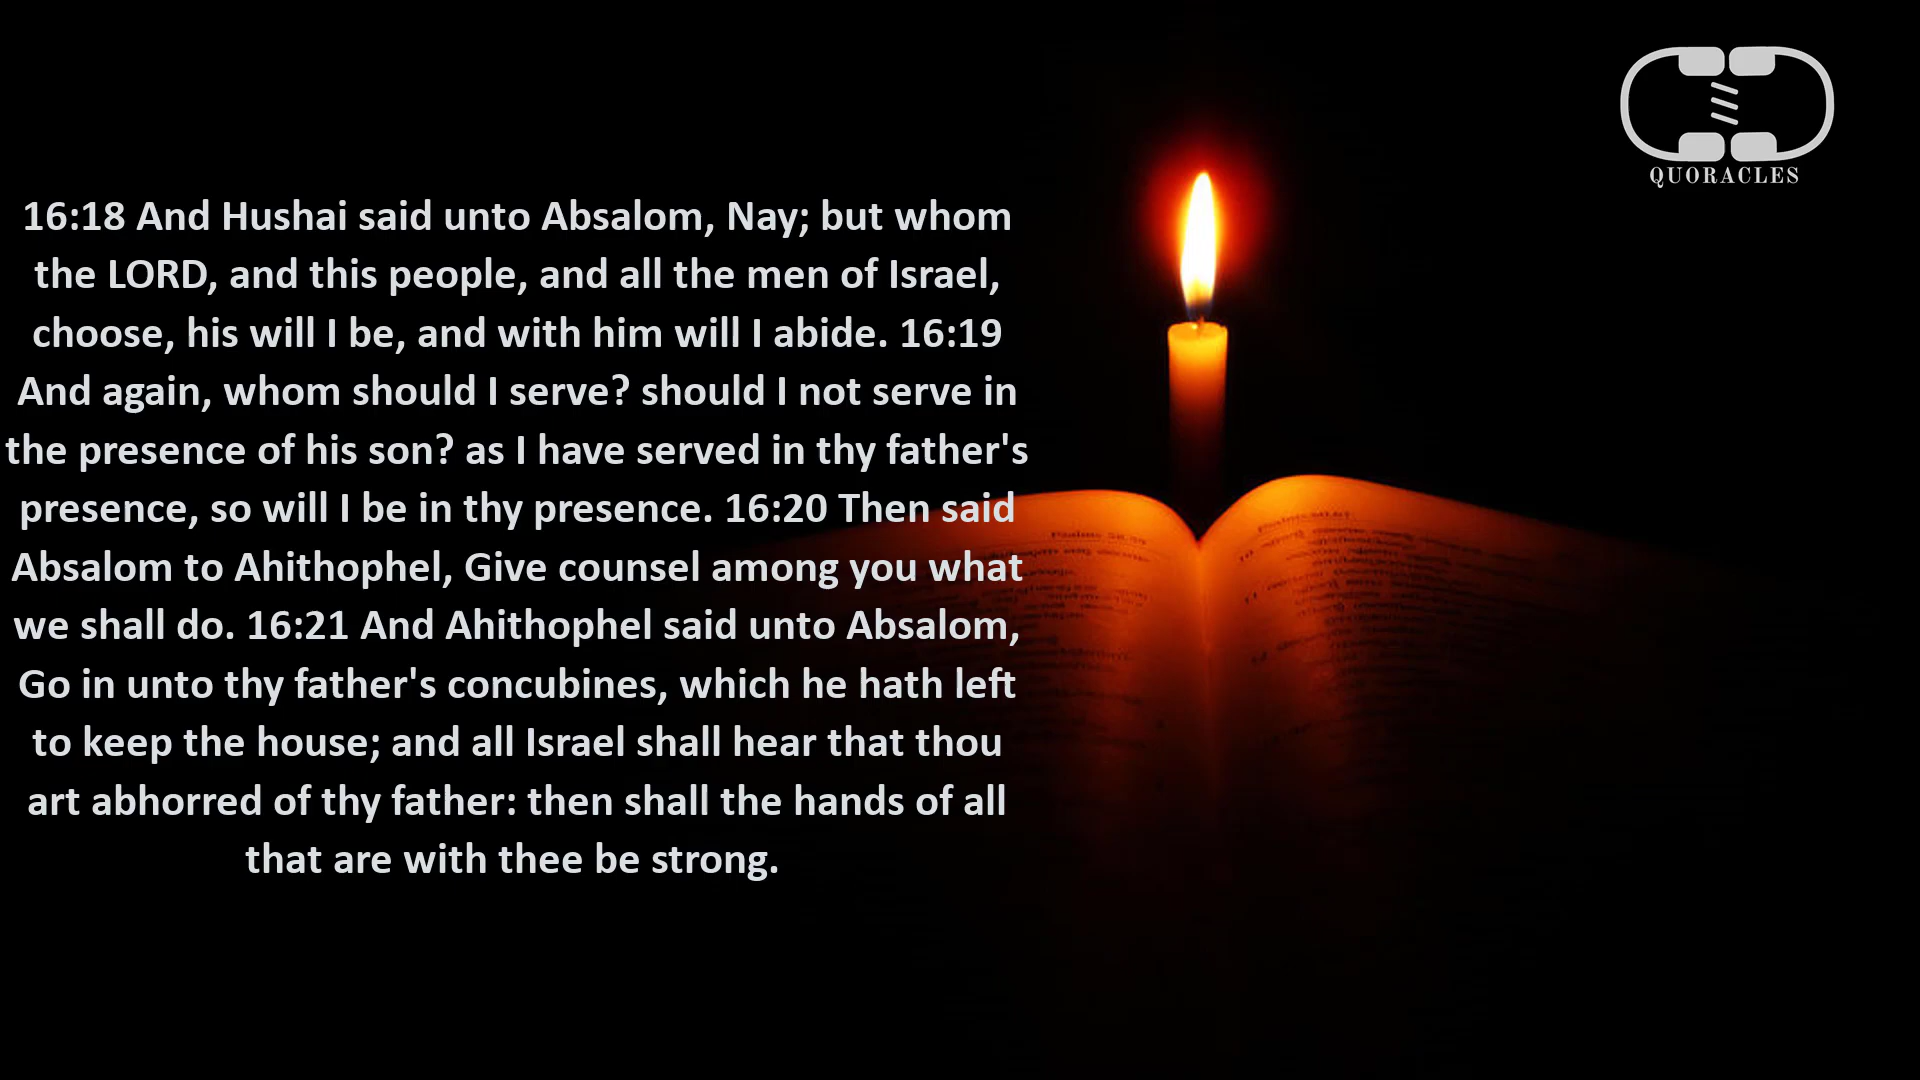 16:18 And Hushai said unto Absalom, Nay; but whom
the LORD, and this people, and all the men of Israel,
choose, his will I be, and with him will I abide. 16:19
And again, whom should I serve? should I not serve in
the presence of his son? as I have served in thy father's
presence, so will I be in thy presence. 16:20 Then said
Absalom to Ahithophel, Give counsel among you what
we shall do. 16:21 And Ahithophel said unto Absalom,
Go in unto thy father's concubines, which he hath left
to keep the house; and all Israel shall hear that thou
art abhorred of thy father: then shall the hands of all
that are with thee be strong.
QUORACLES